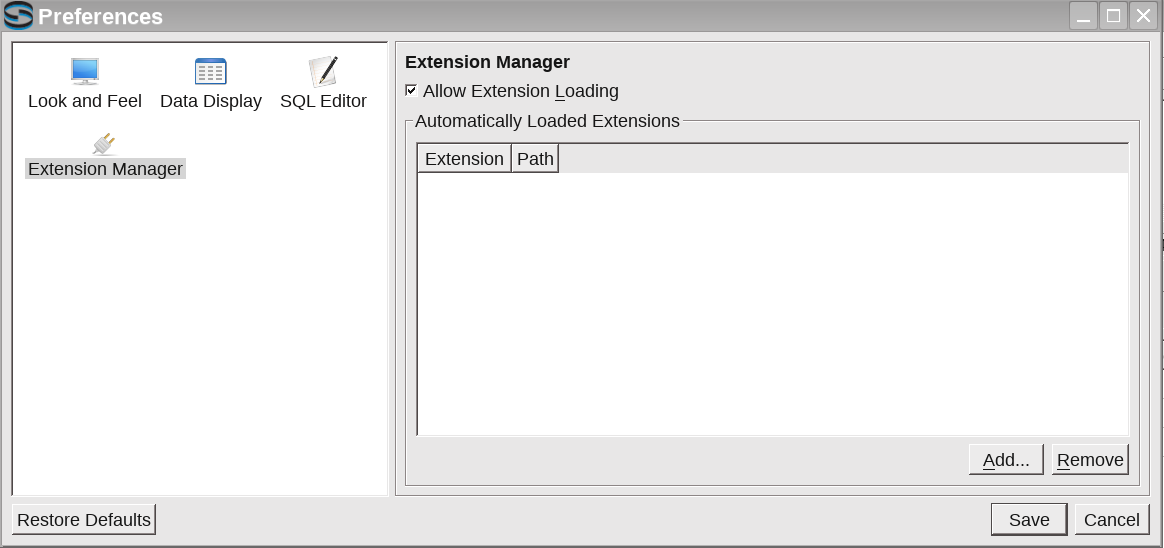 Preferences
Look and Feel Data Display SQL Editor
Extension Manager
Extension Manager
Allow Extension Loading
Automatically Loaded Extensions
Extension Path
Add... Remove
Restore Defaults Save Cancel